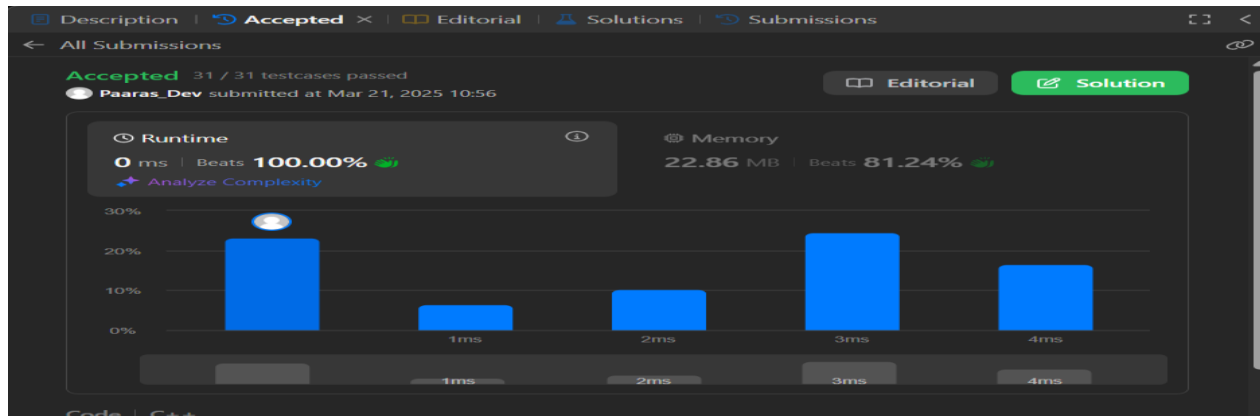 Description | Accepted × | Editorial | Solutions | Submissions
← All Submissions
Accepted 31 / 31 testcases passed
Paaras_Dev submitted at Mar 21, 2025 10:56
Editorial
Solution
Runtime
0 ms | Beats 100.00%
Analyze Complexity
Memory
22.86 MB | Beats 81.24%
30%
20%
10%
0%
1ms 2ms 3ms 4ms
1ms 2ms 3ms 4ms
Code | C++